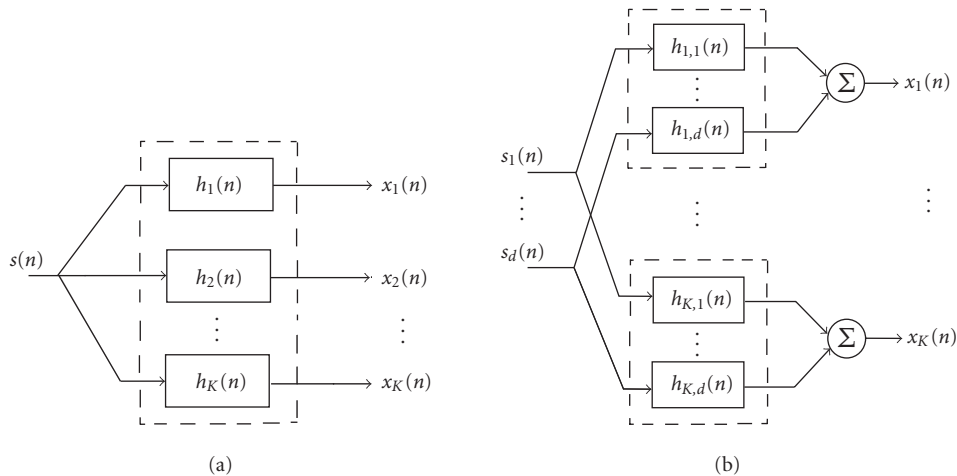 s(n)
h₁(n)
x₁(n)
h₂(n)
x₂(n)
⋮
⋮
h_K(n)
x_K(n)
(a)
s₁(n)
⋮
s_d(n)
h₁,₁(n)
⋮
h₁,d(n)
Σ
x₁(n)
⋮
⋮
h_K,₁(n)
⋮
h_K,d(n)
Σ
x_K(n)
(b)